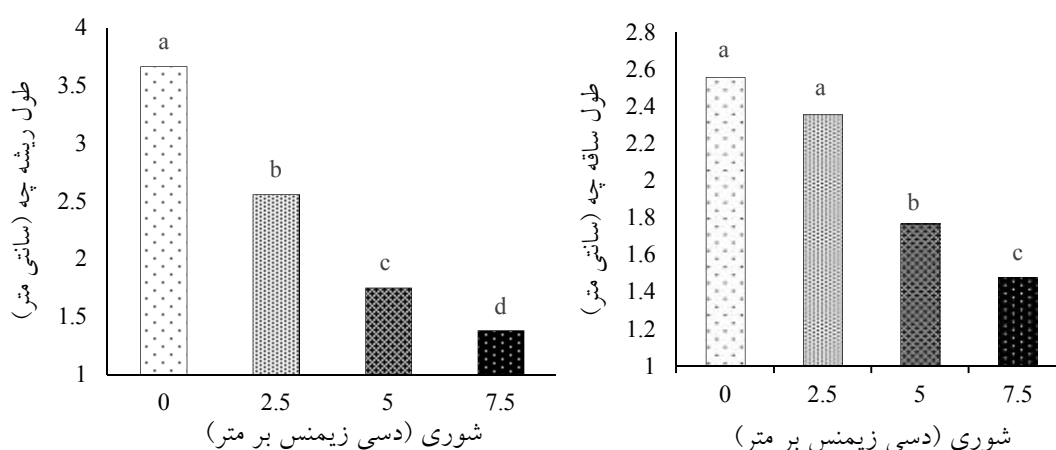 طول ریشه چه (سانتی متر)
4
3.5
3
2.5
2
1.5
1
a
b
c
d
0 2.5 5 7.5
شوری (دسی زیمنس بر متر)
طول ساقه چه (سانتی متر)
2.8
2.6
2.4
2.2
2
1.8
1.6
1.4
1.2
1
a
a
b
c
0 2.5 5 7.5
شوری (دسی زیمنس بر متر)